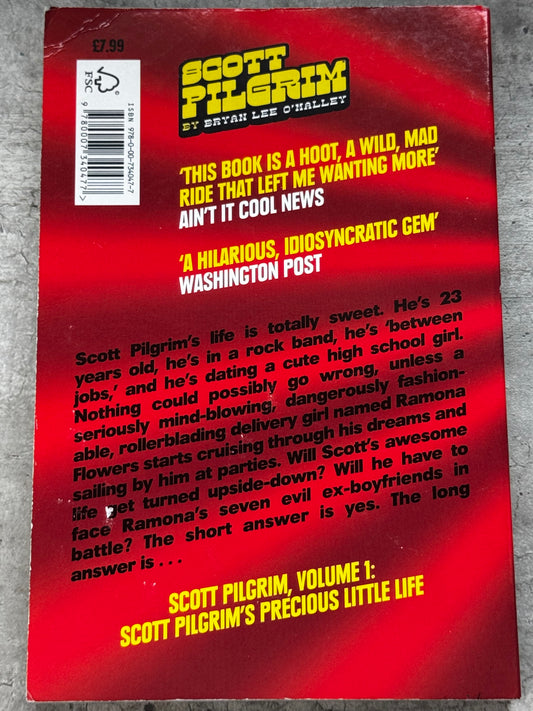 £7.99
FSC
©
ISBN 978-0-00-734047-7
9 780007 340477 >
SCOTT
PILGRIM
BY BRYAN LEE O'MALLEY
'THIS BOOK IS A HOOT, A WILD, MAD
RIDE THAT LEFT ME WANTING MORE'
AIN'T IT COOL NEWS
'A HILARIOUS, IDIOSYNCRATIC GEM'
WASHINGTON POST
Scott Pilgrim's life is totally sweet. He's 23
years old, he's in a rock band, he's 'between
jobs,' and he's dating a cute high school girl.
Nothing could possibly go wrong, unless a
seriously mind-blowing, dangerously fashion-
able, rollerblading delivery girl named Ramona
Flowers starts cruising through his dreams and
sailing by him at parties. Will Scott's awesome
life get turned upside-down? Will he have to
face Ramona's seven evil ex-boyfriends in
battle? The short answer is yes. The long
answer is . . .
SCOTT PILGRIM, VOLUME 1:
SCOTT PILGRIM'S PRECIOUS LITTLE LIFE